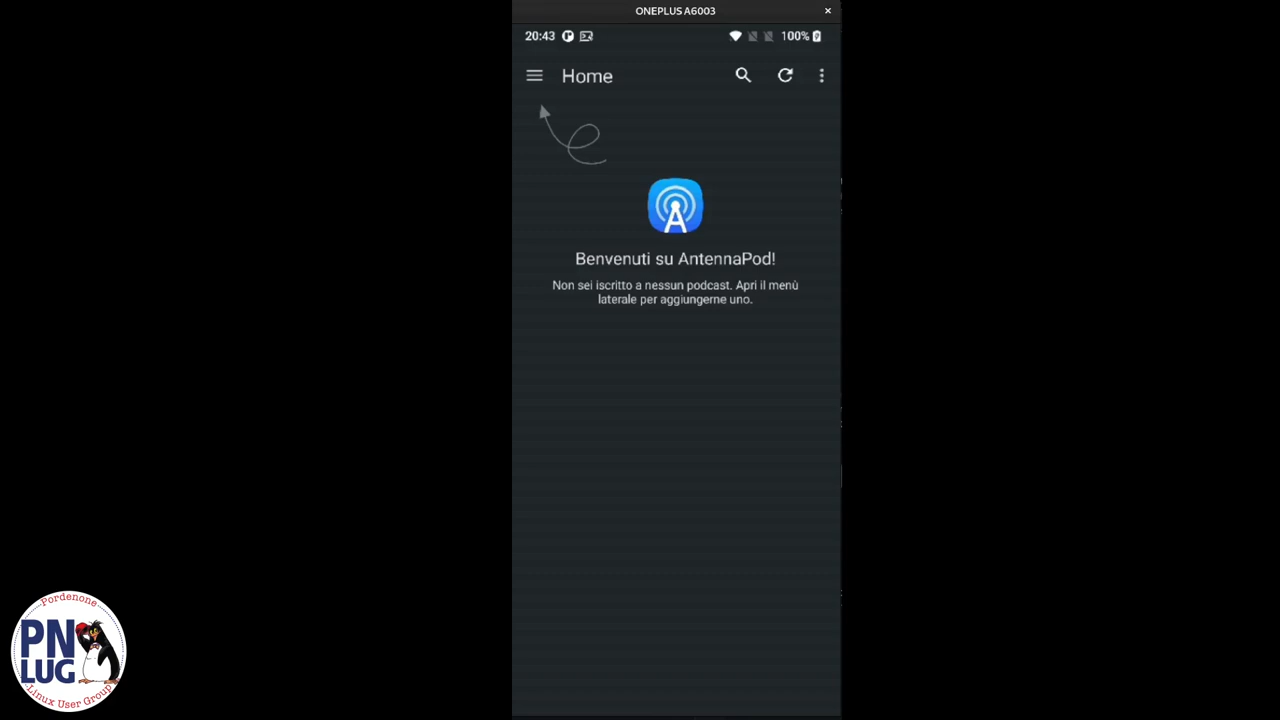 ONEPLUS A6003
20:43
100%
Home
Benvenuti su AntennaPod!
Non sei iscritto a nessun podcast. Apri il menù
laterale per aggiungerne uno.
Pordenone
PN
LUG
Linux User Group